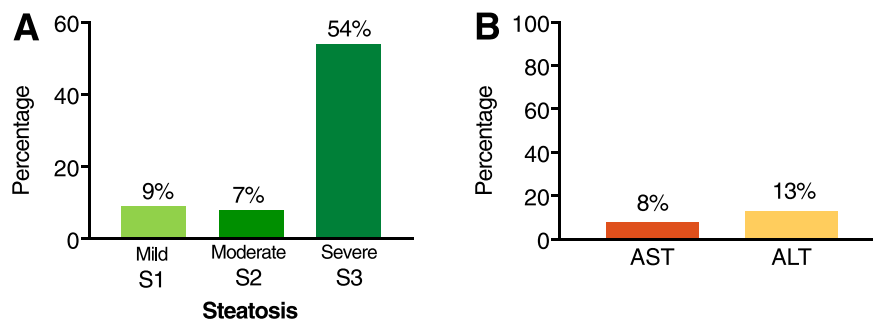 A
Percentage
60
40
20
0
9%
7%
54%
Mild
Moderate
Severe
S1
S2
S3
Steatosis
B
Percentage
100
80
60
40
20
0
8%
13%
AST
ALT